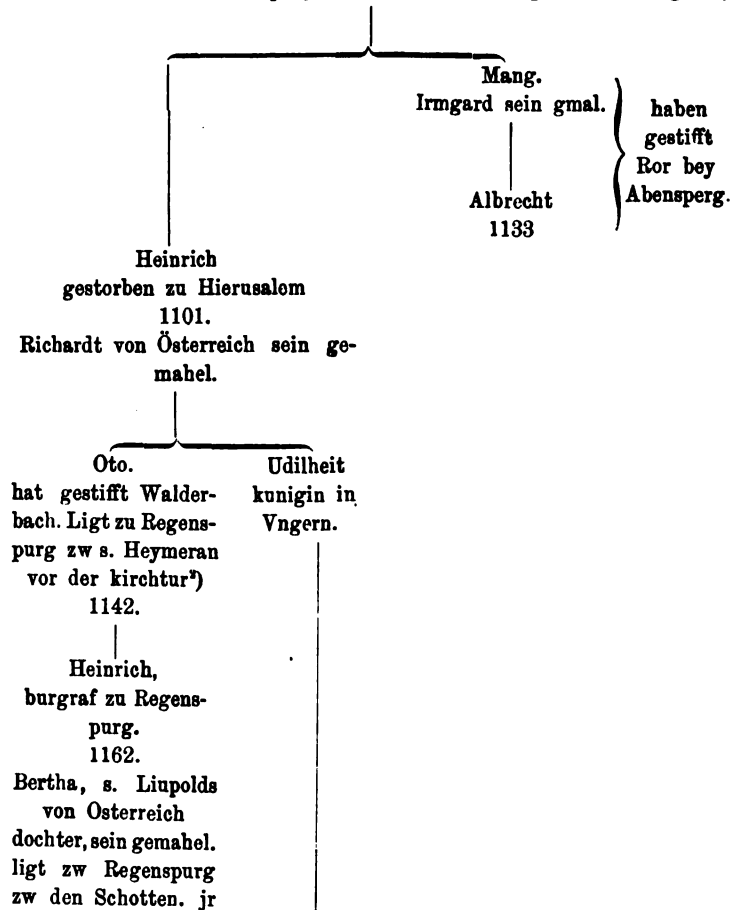 Mang.
Irmgard sein gmal.
haben
gestifft
Ror bey
Abensperg.
Albrecht
1133
Heinrich
gestorben zu Hierusalom
1101.
Richardt von Österreich sein ge-
mahel.
Oto.
hat gestifft Walder-
bach. Ligt zu Regens-
purg zw s. Heymeran
vor der kirchtur²)
1142.
Udilheit
kunigin in
Vngern.
Heinrich,
burgraf zu Regens-
purg.
1162.
Bertha, s. Liupolds
von Osterreich
dochter, sein gemahel.
ligt zw Regenspurg
zw den Schotten. jr